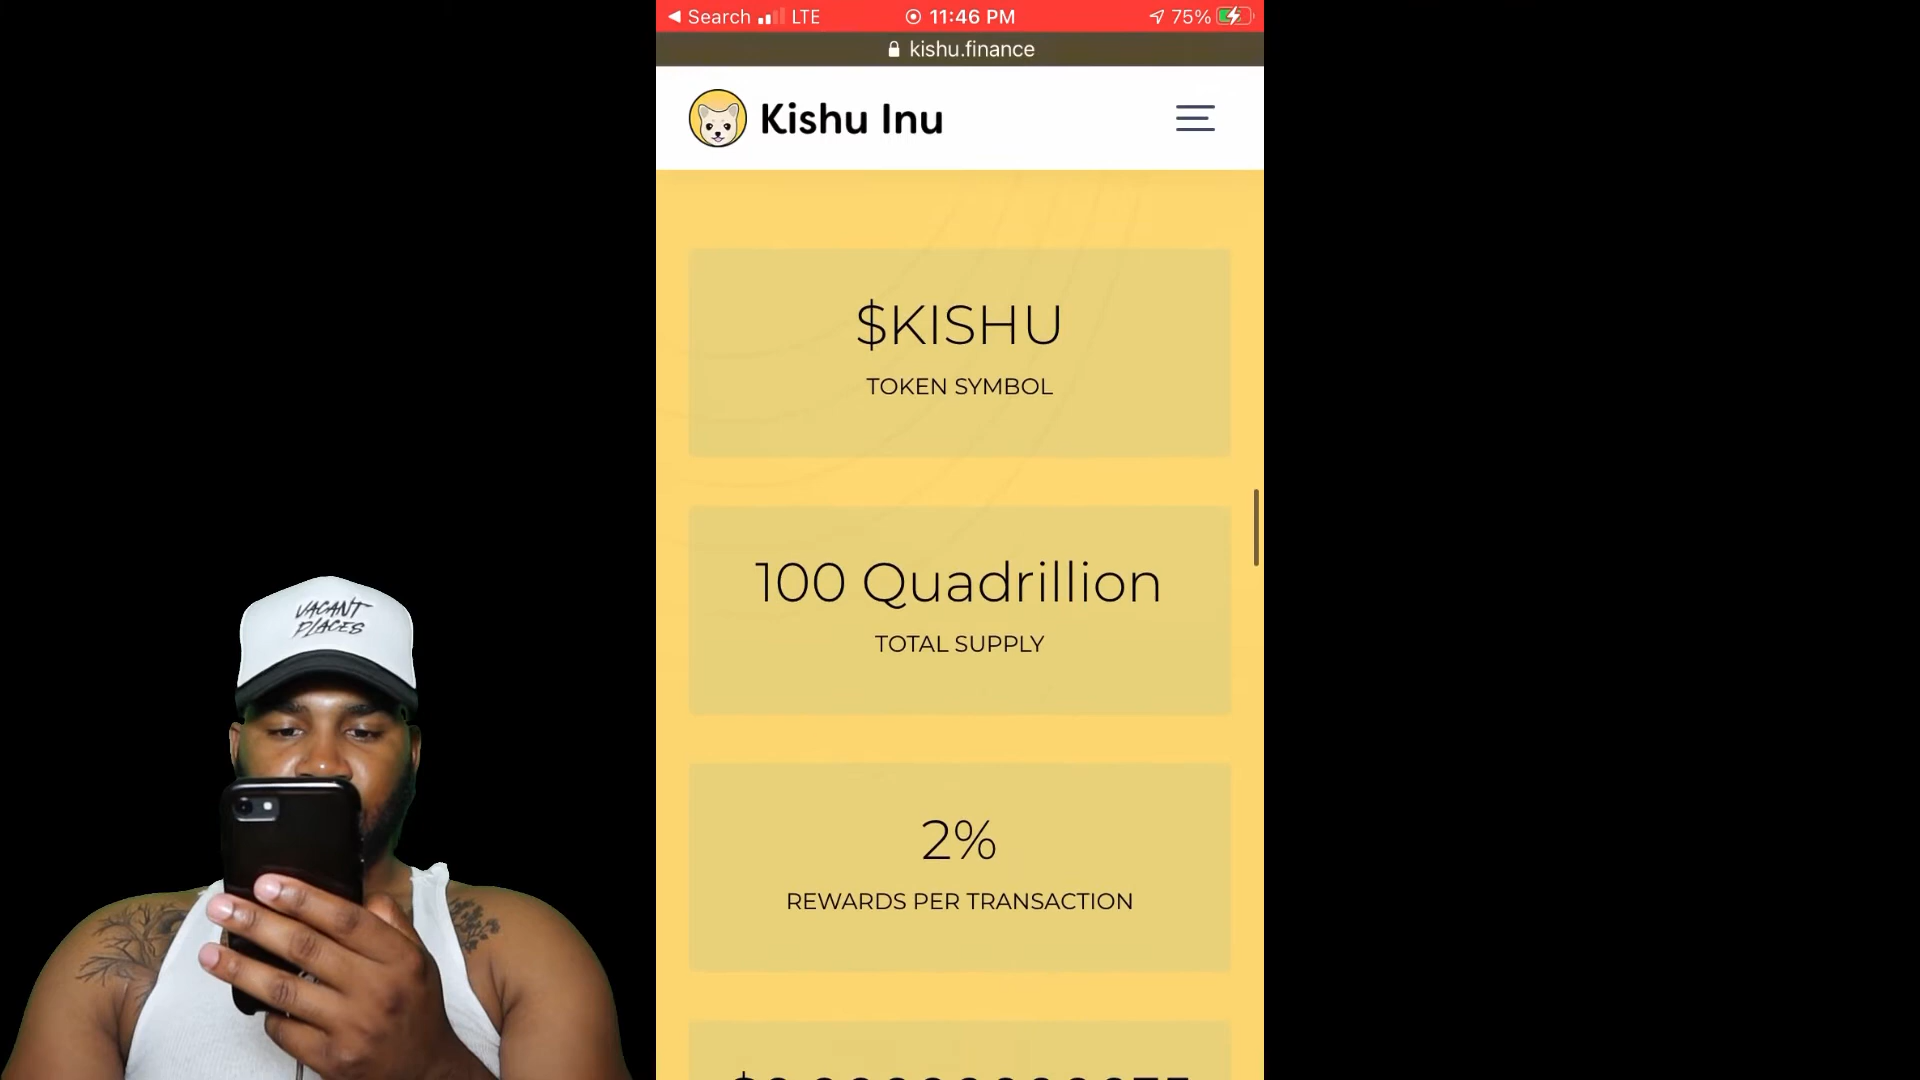 Search LTE 11:46 PM 75%
kishu.finance
Kishu Inu
$KISHU
TOKEN SYMBOL
100 Quadrillion
TOTAL SUPPLY
2%
REWARDS PER TRANSACTION
VACANT
PLACES